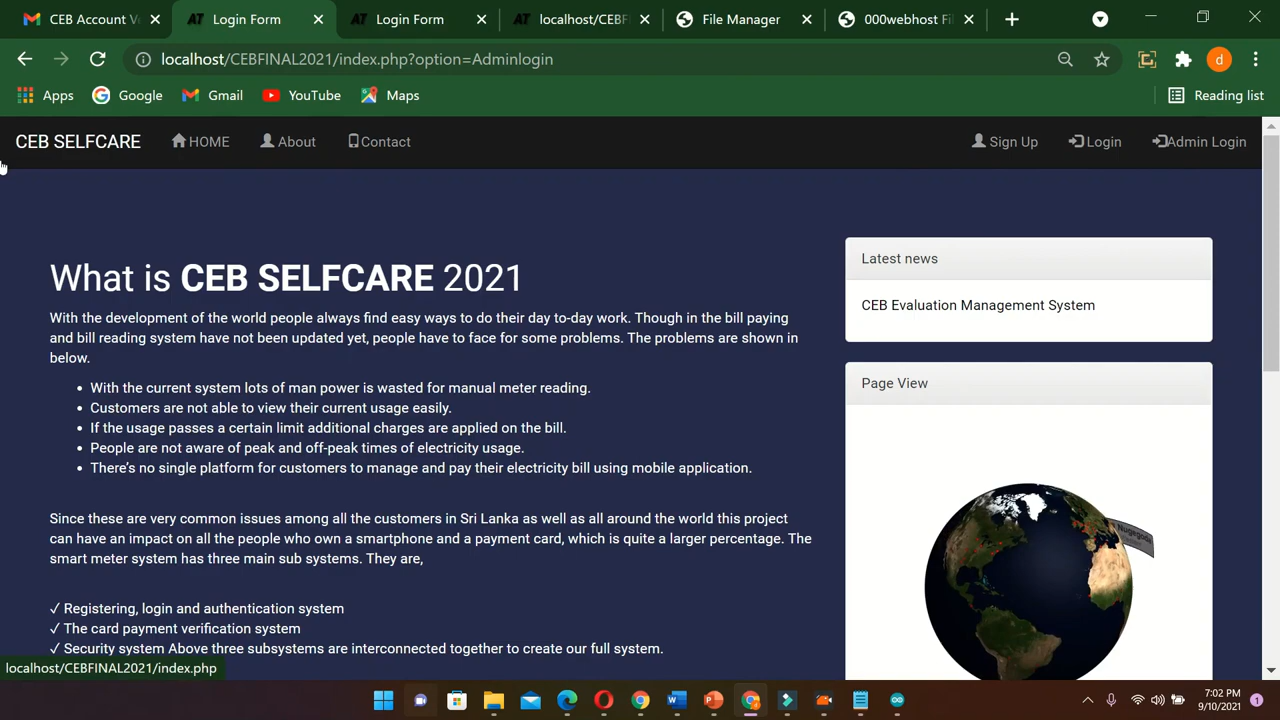 CEB Account V
Login Form
Login Form
localhost/CEBF
File Manager
000webhost Fi
localhost/CEBFINAL2021/index.php?option=Adminlogin
d
Apps
Google
Gmail
YouTube
Maps
Reading list
CEB SELFCARE
HOME
About
Contact
Sign Up
Login
Admin Login
What is CEB SELFCARE 2021
With the development of the world people always find easy ways to do their day to-day work. Though in the bill paying
and bill reading system have not been updated yet, people have to face for some problems. The problems are shown in
below.
• With the current system lots of man power is wasted for manual meter reading.
• Customers are not able to view their current usage easily.
• If the usage passes a certain limit additional charges are applied on the bill.
• People are not aware of peak and off-peak times of electricity usage.
• There's no single platform for customers to manage and pay their electricity bill using mobile application.
Since these are very common issues among all the customers in Sri Lanka as well as all around the world this project
can have an impact on all the people who own a smartphone and a payment card, which is quite a larger percentage. The
smart meter system has three main sub systems. They are,
✓ Registering, login and authentication system
✓ The card payment verification system
✓ Security system Above three subsystems are interconnected together to create our full system.
Latest news
CEB Evaluation Management System
Page View
Nugegoda
localhost/CEBFINAL2021/index.php
7:02 PM
9/10/2021
1